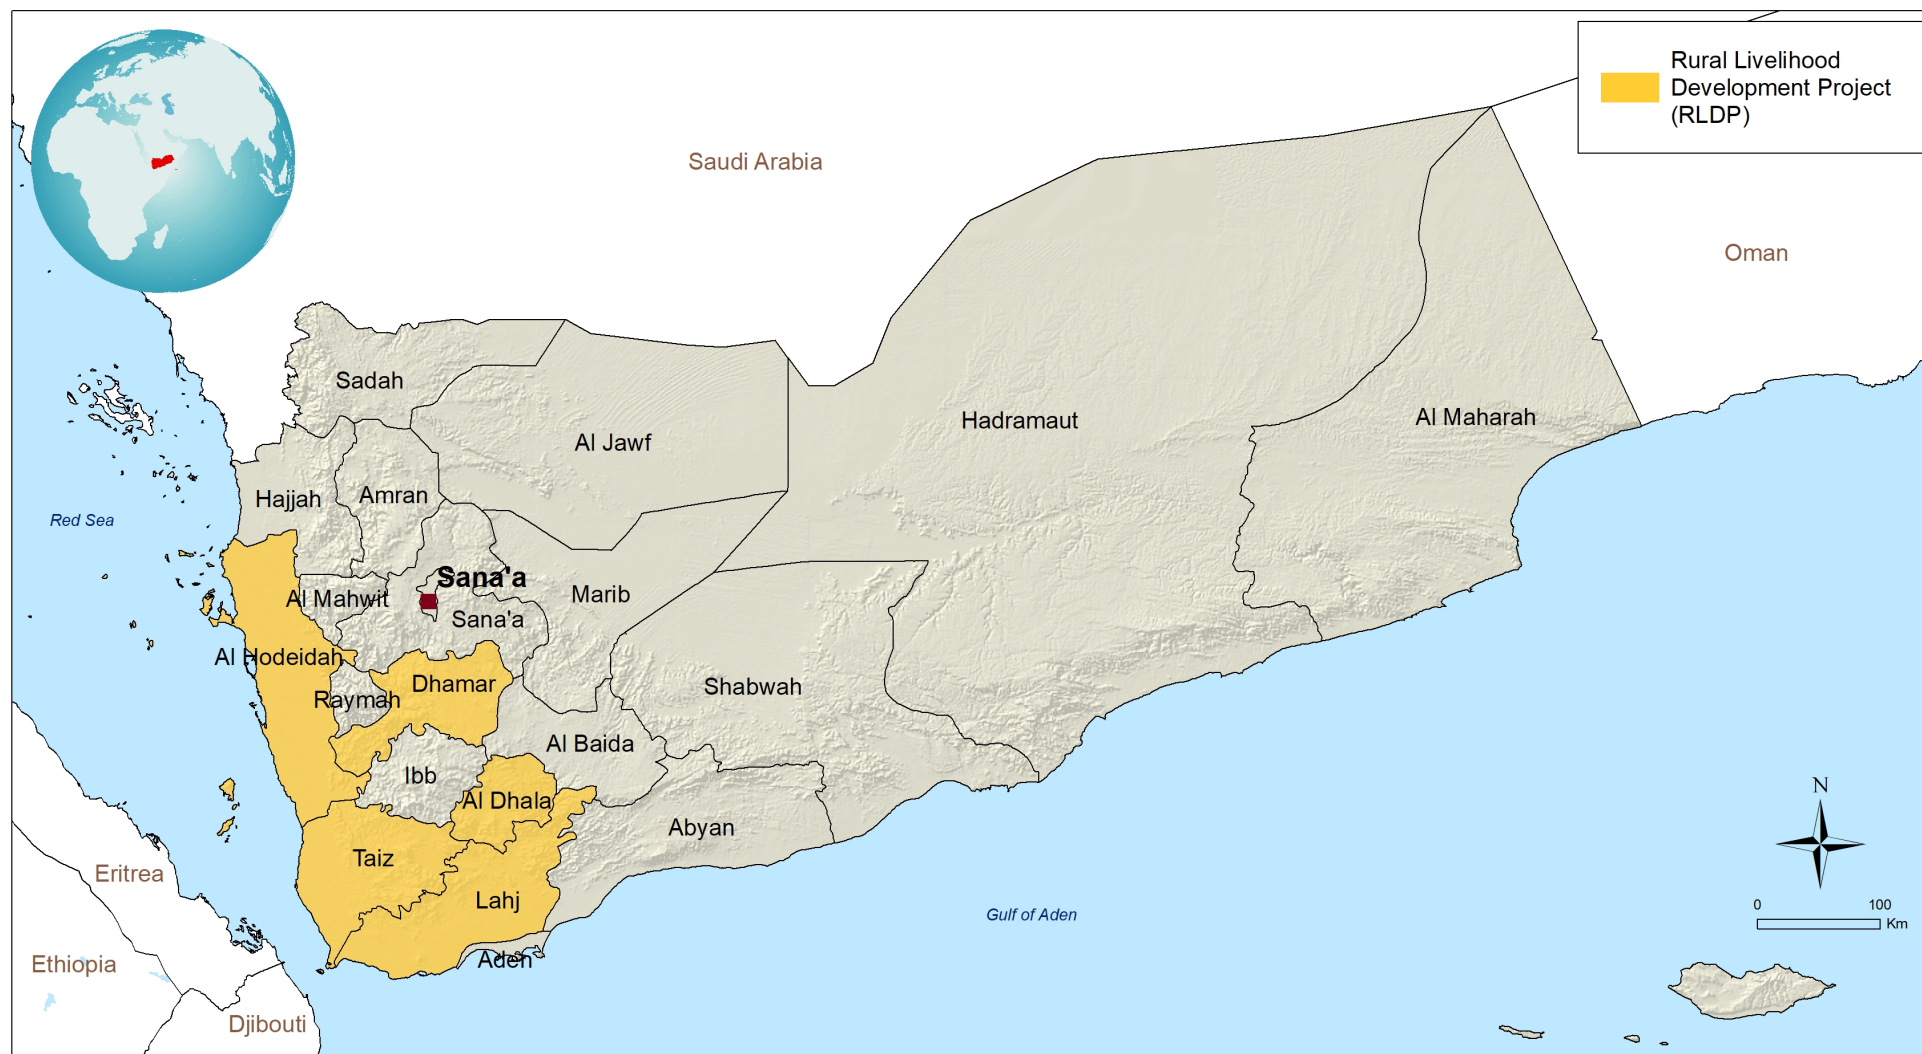 Rural Livelihood
Development Project
(RLDP)
Saudi Arabia
Oman
Sadah
Al Jawf
Hadramaut
Al Maharah
Hajjah
Amran
Red Sea
Sana'a
Al Mahwit
Marib
Sana'a
Al Hodeidah
Dhamar
Raymah
Shabwah
Al Baida
Ibb
Al Dhala
Abyan
Taiz
Eritrea
Lahj
Gulf of Aden
Aden
Ethiopia
Djibouti
N
0 100
Km